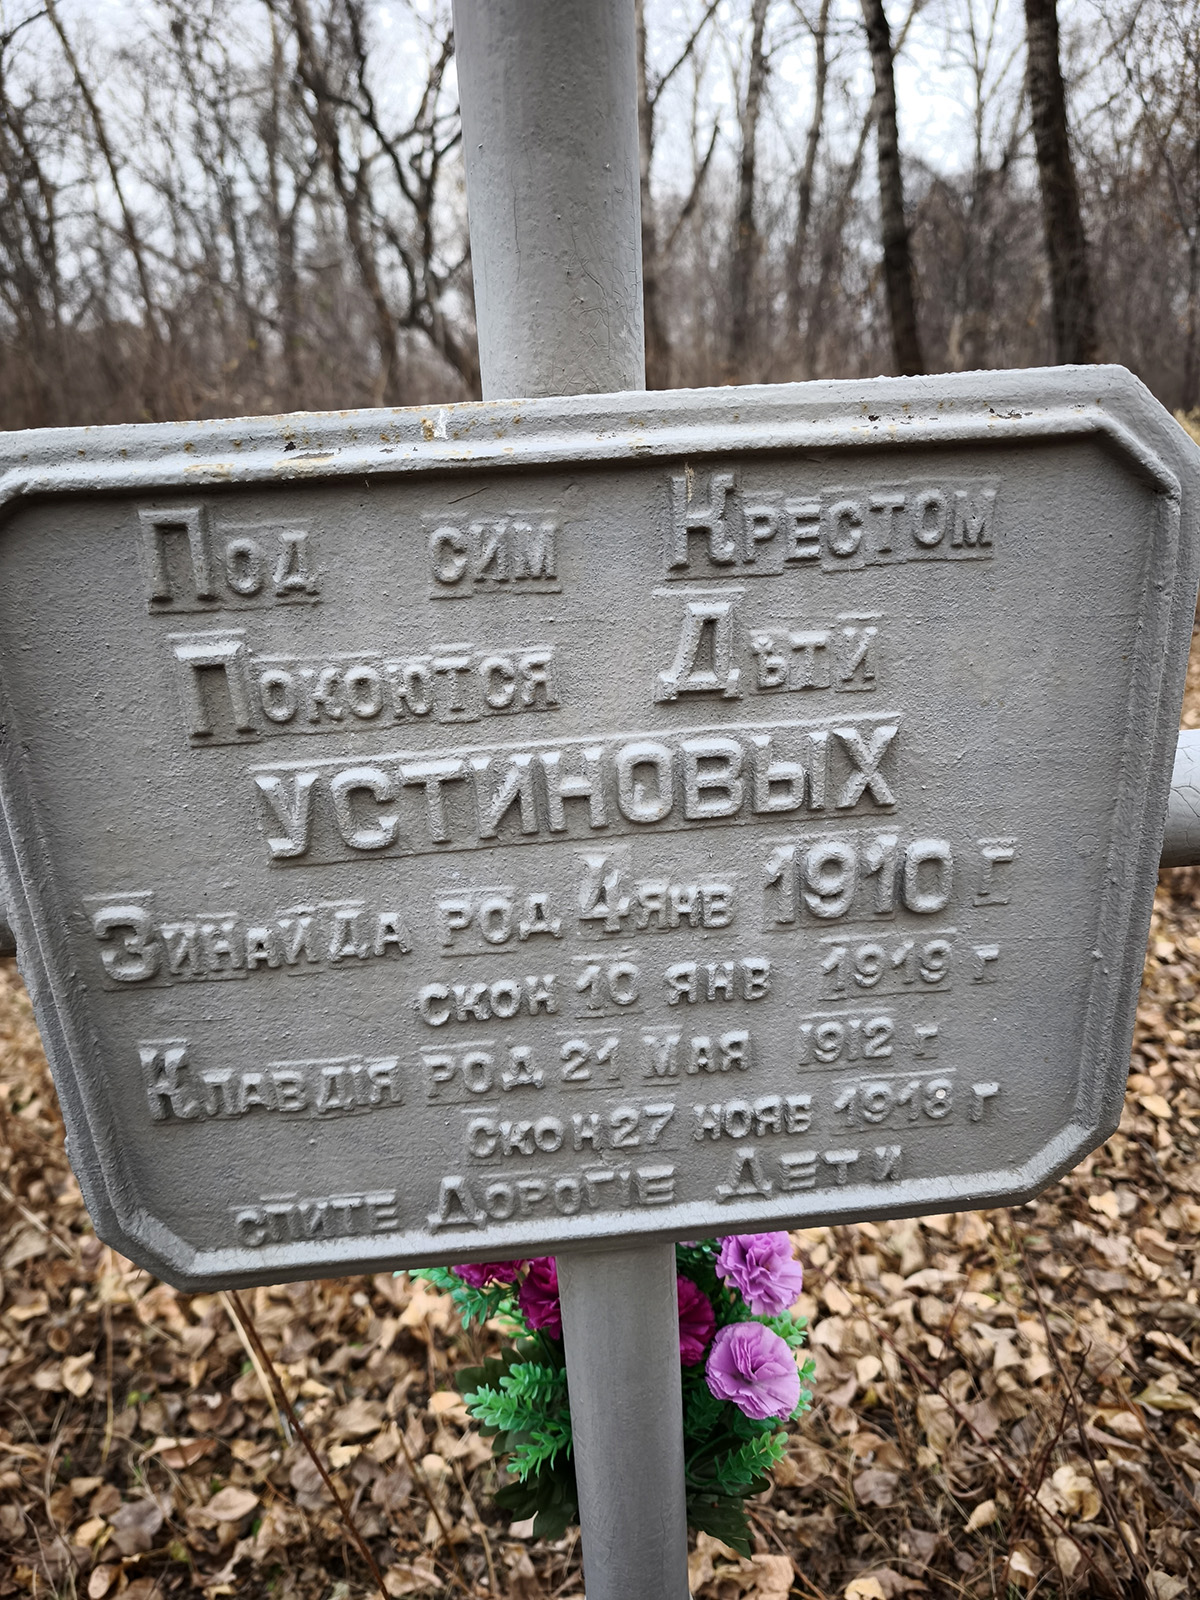 Под сим Крестом
Покоются Дѣти
УСТИНОВЫХ
Зинаида род 4 янв 1910 г
скон 10 янв 1919 г
Клавдія род 21 Мая 1912 г
Скон 27 нояб 1918 г
спите Дорогіе Дети